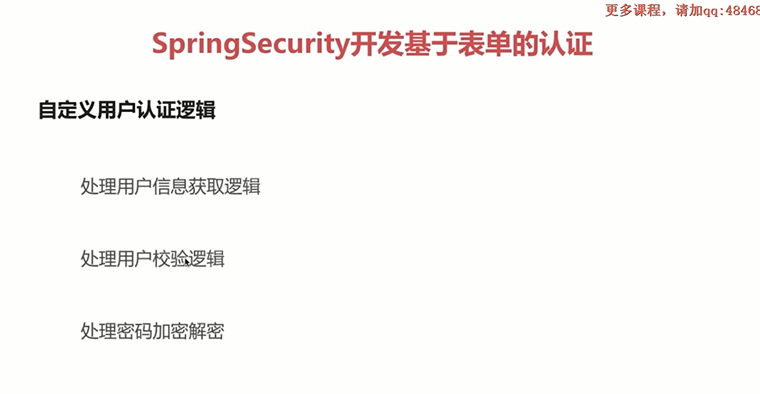 更多课程，请加qq:48468
SpringSecurity开发基于表单的认证
自定义用户认证逻辑
处理用户信息获取逻辑
处理用户校验逻辑
处理密码加密解密